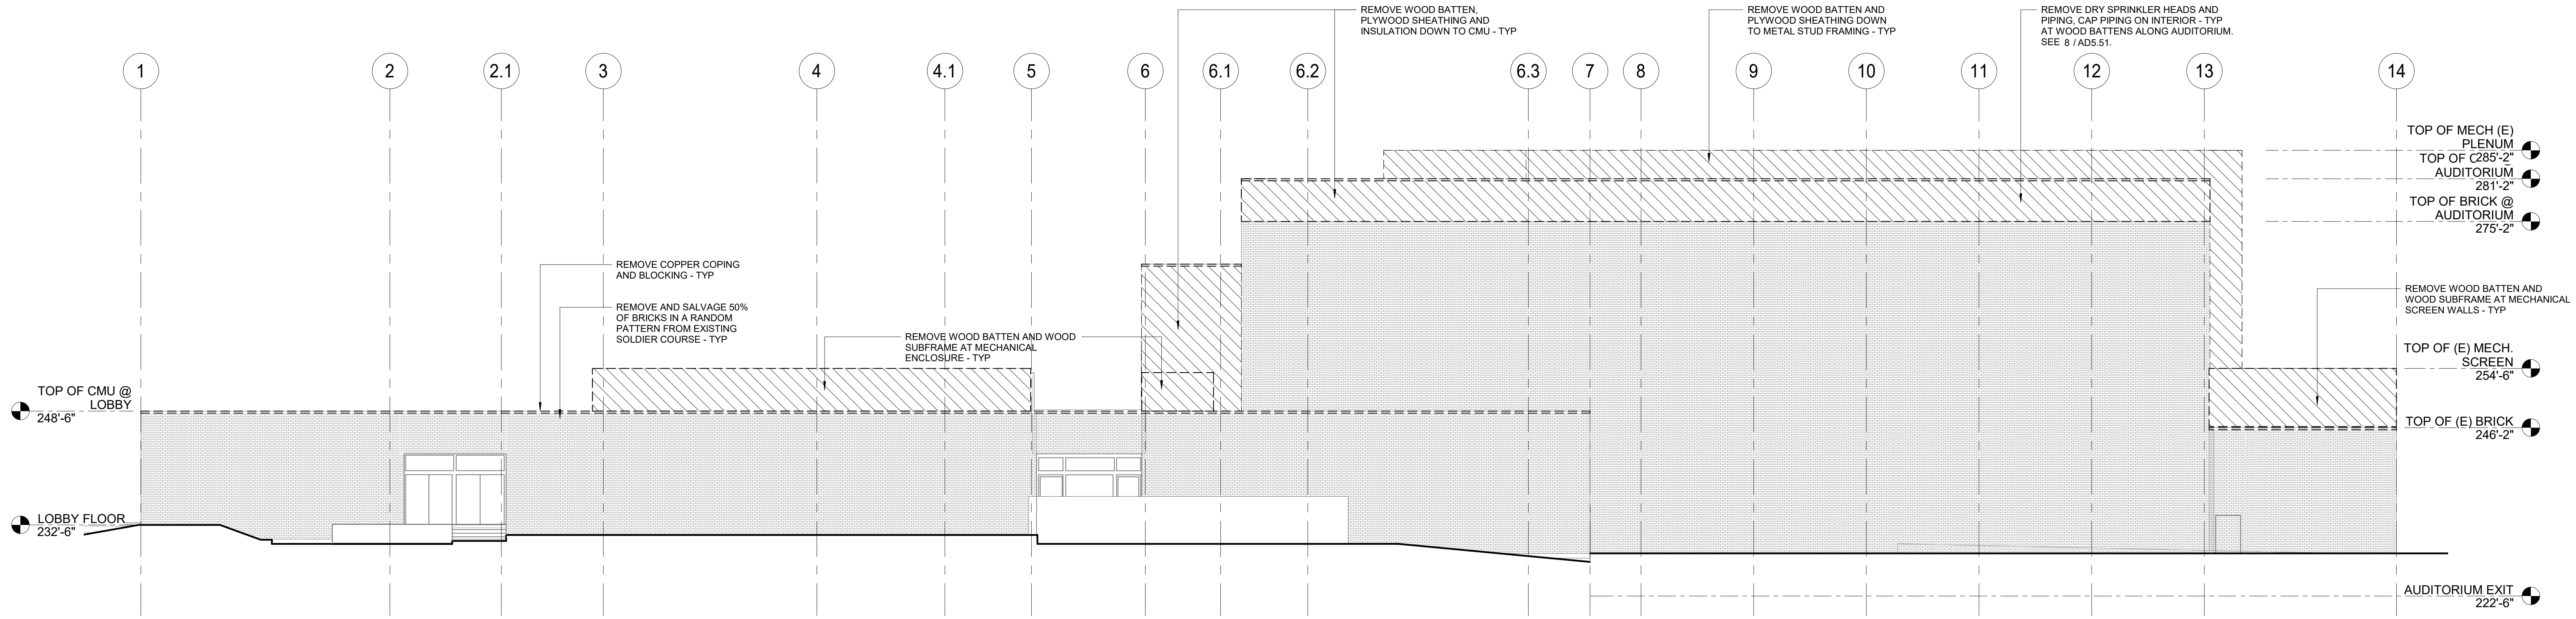 REMOVE WOOD BATTEN,
PLYWOOD SHEATHING AND
INSULATION DOWN TO CMU - TYP
REMOVE WOOD BATTEN AND
PLYWOOD SHEATHING DOWN
TO METAL STUD FRAMING - TYP
REMOVE DRY SPRINKLER HEADS AND
PIPING, CAP PIPING ON INTERIOR - TYP
AT WOOD BATTENS ALONG AUDITORIUM.
SEE 8 / AD5.51.
1
2
2.1
3
4
4.1
5
6
6.1
6.2
6.3
7
8
9
10
11
12
13
14
TOP OF MECH (E)
PLENUM
285'-2"
TOP OF
AUDITORIUM
281'-2"
TOP OF BRICK @
AUDITORIUM
275'-2"
REMOVE COPPER COPING
AND BLOCKING - TYP
REMOVE AND SALVAGE 50%
OF BRICKS IN A RANDOM
PATTERN FROM EXISTING
SOLDIER COURSE - TYP
REMOVE WOOD BATTEN AND WOOD
SUBFRAME AT MECHANICAL
ENCLOSURE - TYP
REMOVE WOOD BATTEN AND
WOOD SUBFRAME AT MECHANICAL
SCREEN WALLS - TYP
TOP OF (E) MECH.
SCREEN
254'-6"
TOP OF CMU @
LOBBY
248'-6"
TOP OF (E) BRICK
246'-2"
LOBBY FLOOR
232'-6"
AUDITORIUM EXIT
222'-6"